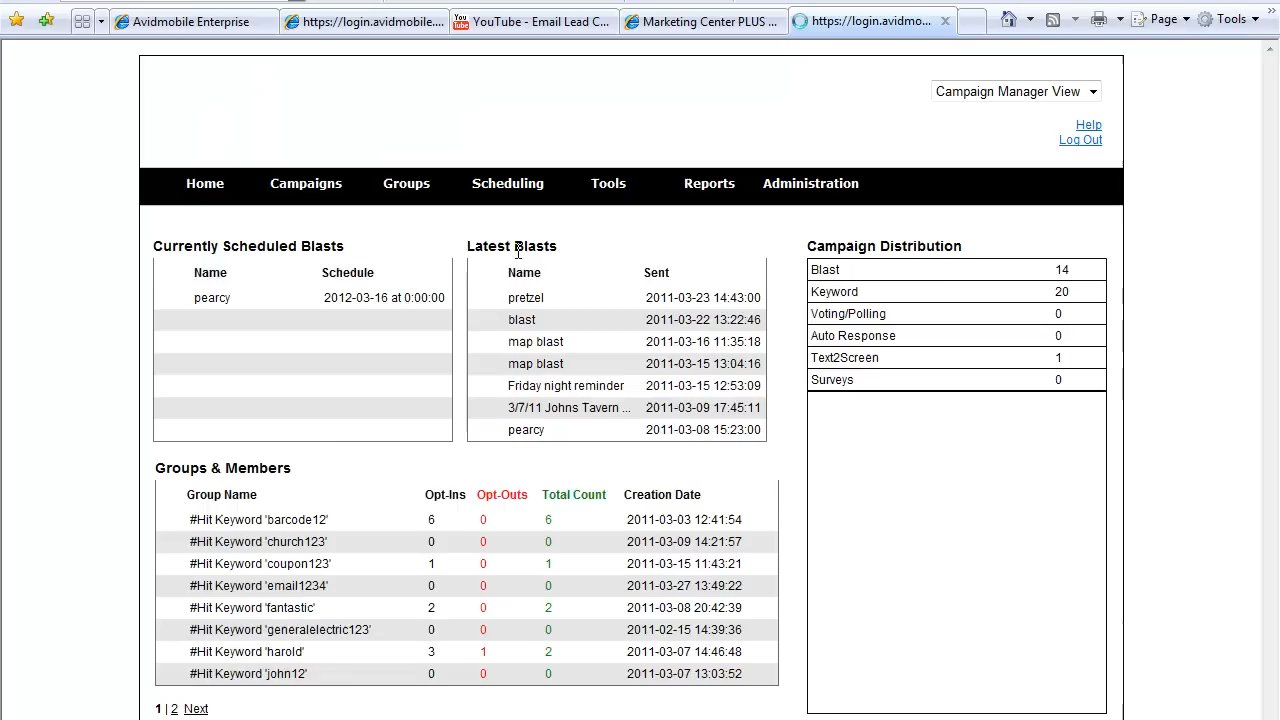 Avidmobile Enterprise
https://login.avidmobile....
YouTube - Email Lead C...
Marketing Center PLUS ...
https://login.avidmo...
Page
Tools
Campaign Manager View
Help
Log Out
Home Campaigns Groups Scheduling Tools Reports Administration
Currently Scheduled Blasts
Name Schedule
pearcy 2012-03-16 at 0:00:00
Latest Blasts
Name Sent
pretzel 2011-03-23 14:43:00
blast 2011-03-22 13:22:46
map blast 2011-03-16 11:35:18
map blast 2011-03-15 13:04:16
Friday night reminder 2011-03-15 12:53:09
3/7/11 Johns Tavern ... 2011-03-09 17:45:11
pearcy 2011-03-08 15:23:00
Campaign Distribution
Blast 14
Keyword 20
Voting/Polling 0
Auto Response 0
Text2Screen 1
Surveys 0
Groups & Members
Group Name Opt-Ins Opt-Outs Total Count Creation Date
#Hit Keyword 'barcode12' 6 0 6 2011-03-03 12:41:54
#Hit Keyword 'church123' 0 0 0 2011-03-09 14:21:57
#Hit Keyword 'coupon123' 1 0 1 2011-03-15 11:43:21
#Hit Keyword 'email1234' 0 0 0 2011-03-27 13:49:22
#Hit Keyword 'fantastic' 2 0 2 2011-03-08 20:42:39
#Hit Keyword 'generalelectric123' 0 0 0 2011-02-15 14:39:36
#Hit Keyword 'harold' 3 1 2 2011-03-07 14:46:48
#Hit Keyword 'john12' 0 0 0 2011-03-07 13:03:52
1 | 2 Next